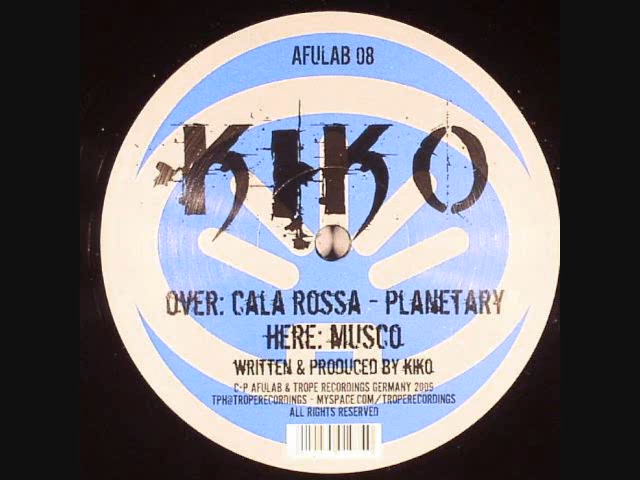 AFULAB 08
KIKO
OVER: CALA ROSSA - PLANETARY
HERE: MUSCO
WRITTEN & PRODUCED BY KIKO
C-P AFULAB & TROPE RECORDINGS GERMANY 2009
TPH@TROPERECORDINGS - MYSPACE.COM/TROPERECORDINGS
ALL RIGHTS RESERVED